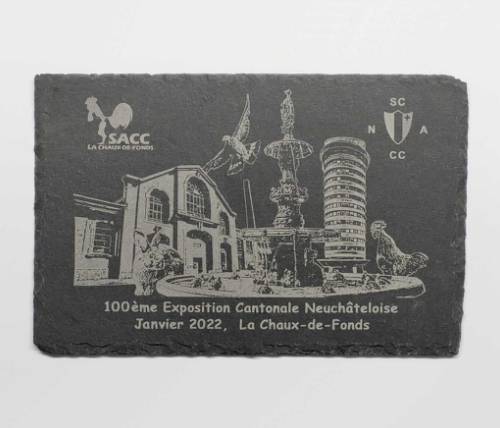 SACC
LA CHAUX-DE-FONDS
SC
N A
CC
100ème Exposition Cantonale Neuchâteloise
Janvier 2022, La Chaux-de-Fonds